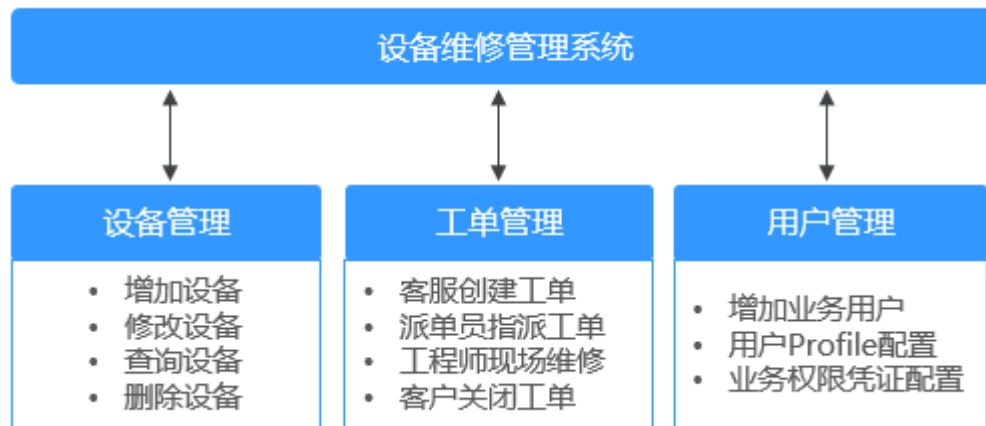 设备维修管理系统
设备管理
• 增加设备
• 修改设备
• 查询设备
• 删除设备
工单管理
• 客服创建工单
• 派单员指派工单
• 工程师现场维修
• 客户关闭工单
用户管理
• 增加业务用户
• 用户Profile配置
• 业务权限凭证配置